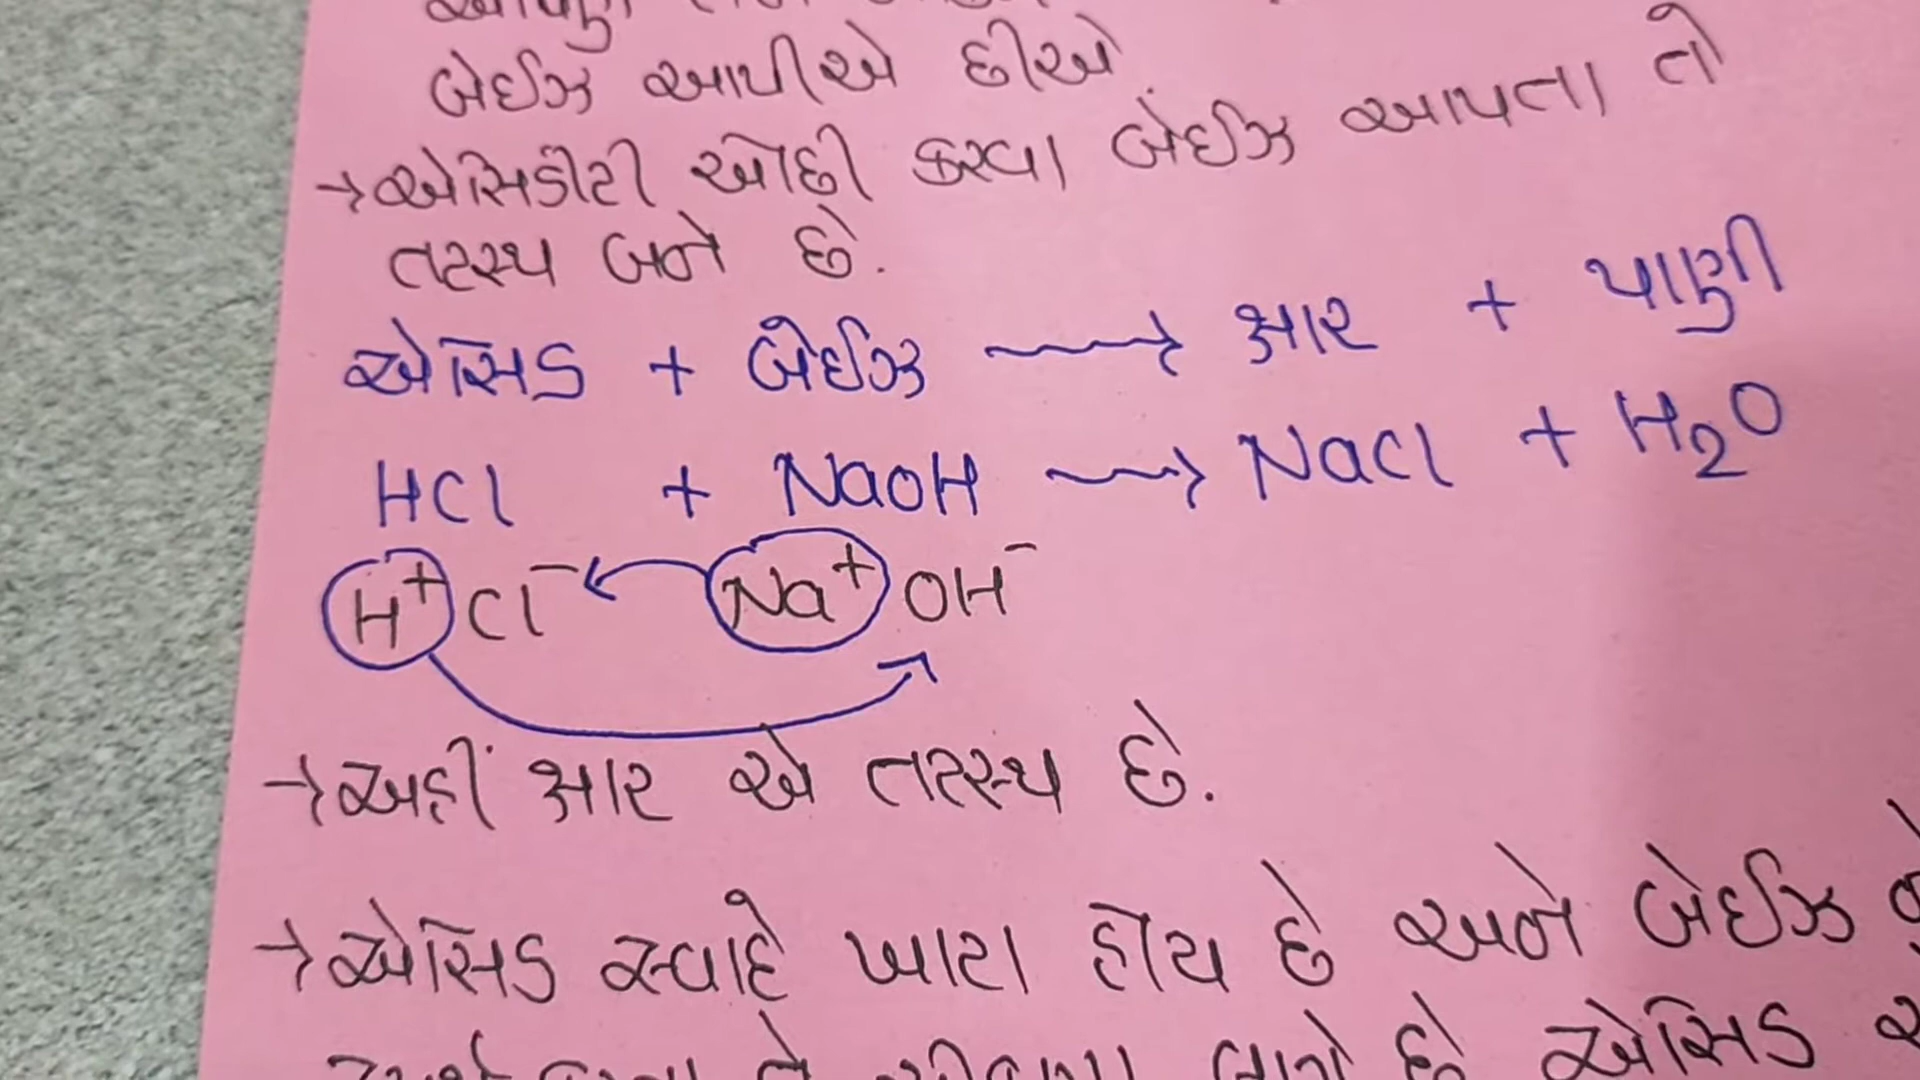 બેઈઝ આપીએ છીએ
→ એસિડીટી ઓછી કરવા બેઈઝ આપતા તો
તટસ્થ બને છે.
એસિડ + બેઈઝ ⟶ ક્ષાર + પાણી
HCl + NaOH ⟶ NaCl + H₂O
H⁺ Cl⁻ ← Na⁺ OH⁻
→ અહીં ક્ષાર એ તટસ્થ છે.
→ એસિડ સ્વાદે ખાટા હોય છે અને બેઈઝ
લાગે છે એસિડ